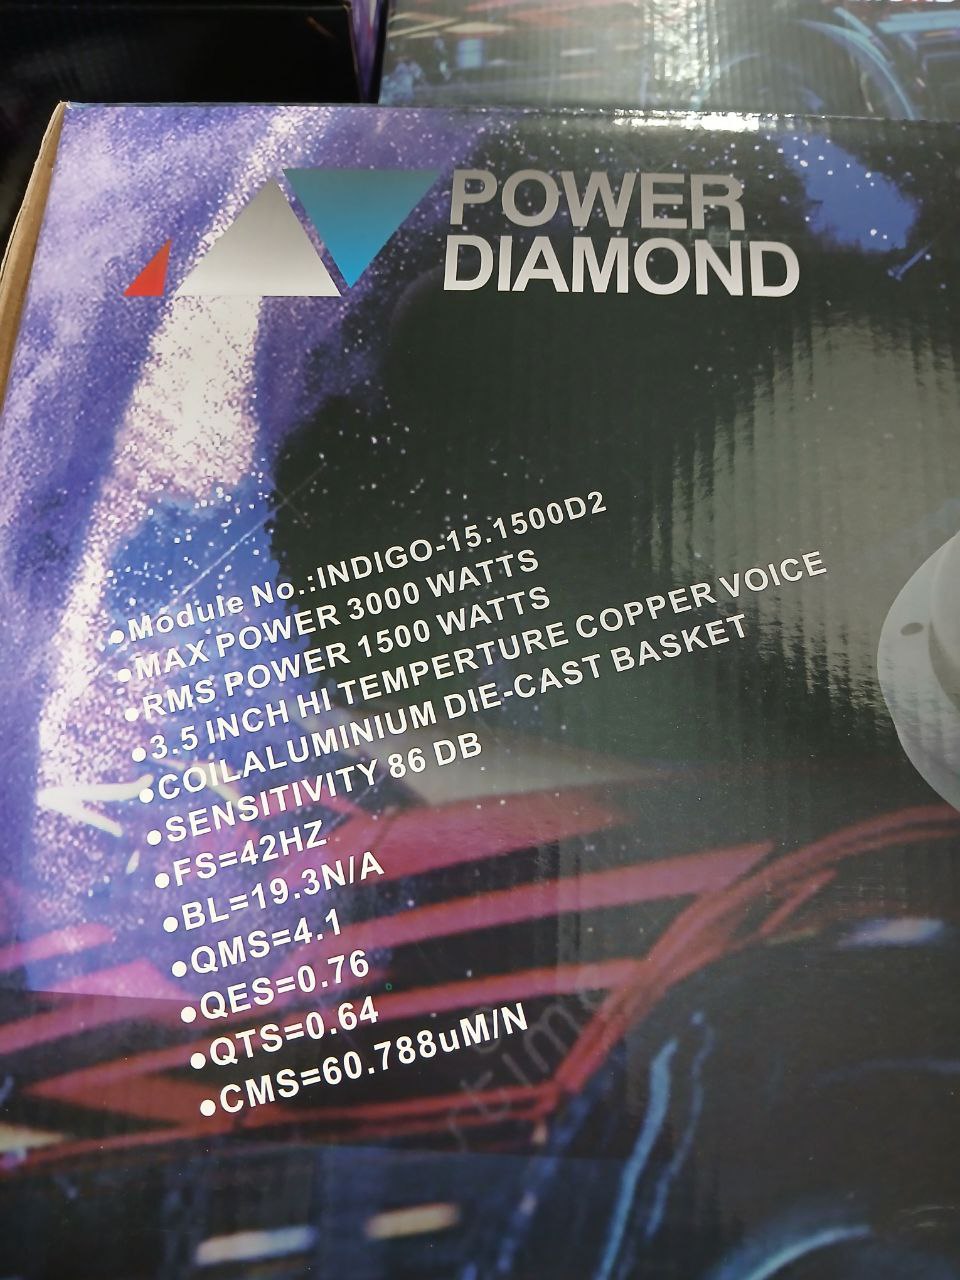 POWER
DIAMOND
●Module No.:INDIGO-15.1500D2
●MAX POWER 3000 WATTS
●RMS POWER 1500 WATTS
●3.5 INCH HI TEMPERTURE COPPER VOICE
●COILALUMINIUM DIE-CAST BASKET
●SENSITIVITY 86 DB
●FS=42HZ
●BL=19.3N/A
●QMS=4.1
●QES=0.76
●QTS=0.64
●CMS=60.788uM/N